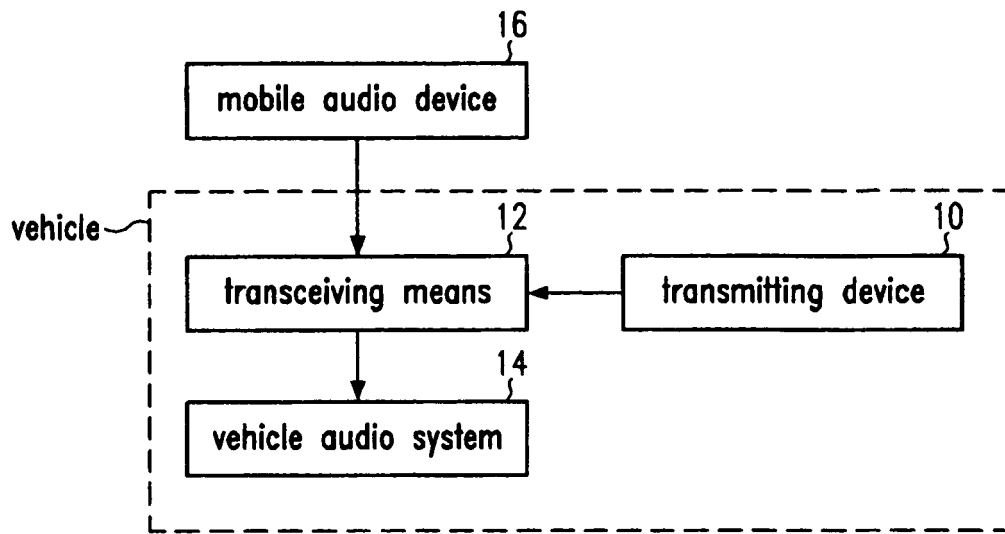 16
mobile audio device
vehicle
12
transceiving means
10
transmitting device
14
vehicle audio system